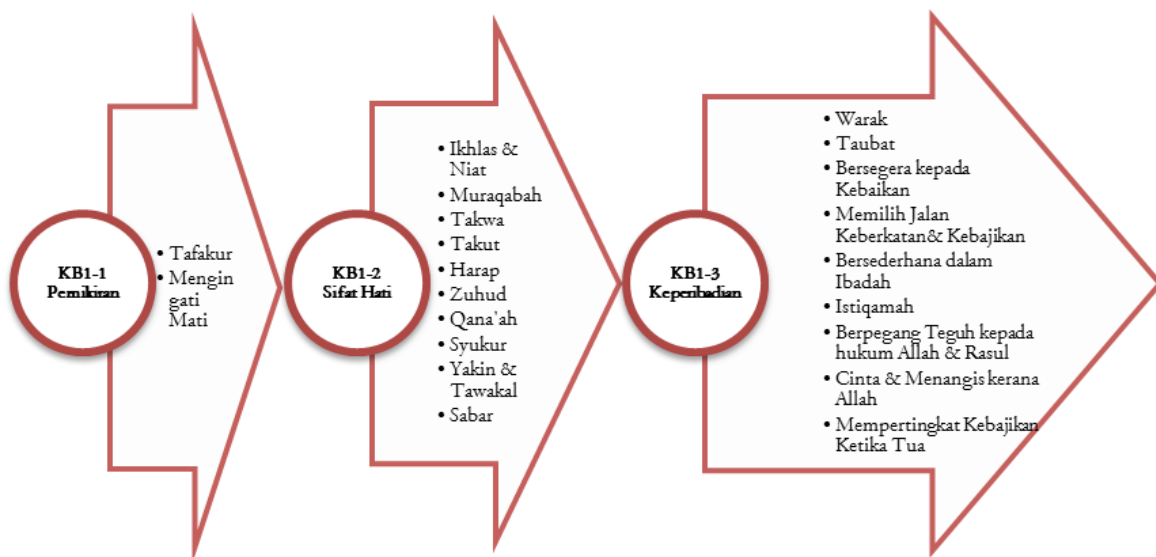 KB1-1
Pemikiran
• Tafakur
• Mengin
gati
Mati
KB1-2
Sifat Hati
• Ikhlas &
Niat
• Muraqabah
• Takwa
• Takut
• Harap
• Zuhud
• Qana'ah
• Syukur
• Yakin &
Tawakal
• Sabar
KB1-3
Keperibadian
• Warak
• Taubat
• Bersegera kepada
Kebaikan
• Memilih Jalan
Keberkatan& Kebajikan
• Bersederhana dalam
Ibadah
• Istiqamah
• Berpegang Teguh kepada
hukum Allah & Rasul
• Cinta & Menangis kerana
Allah
• Mempertingkat Kebajikan
Ketika Tua